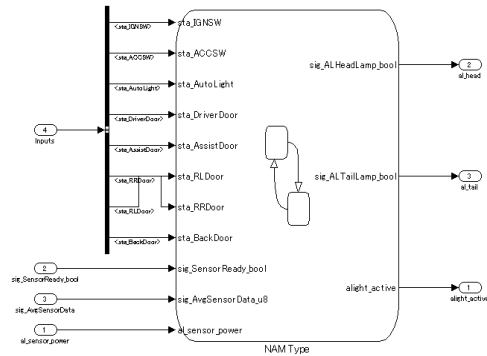 <sta_IGNSW>
sta_IGNSW
<sta_ACCSW>
sta_ACCSW
sig_ALHeadLamp_bool
2
al_head
<sta_AutoLight>
sta_AutoLight
<sta_DriverDoor>
sta_DriverDoor
4
Inputs
<sta_AssistDoor>
sta_AssistDoor
<sta_RRDoor>
sta_RLDoor
sig_ALTailLamp_bool
3
al_tail
<sta_RLDoor>
sta_RRDoor
<sta_BackDoor>
sta_BackDoor
2
sig_SensorReady_bool
sig_SensorReady_bool
3
sig_AvgSensorData
sig_AvgSensorData_u8
alight_active
1
alight_active
1
al_sensor_power
al_sensor_power
NAM Type